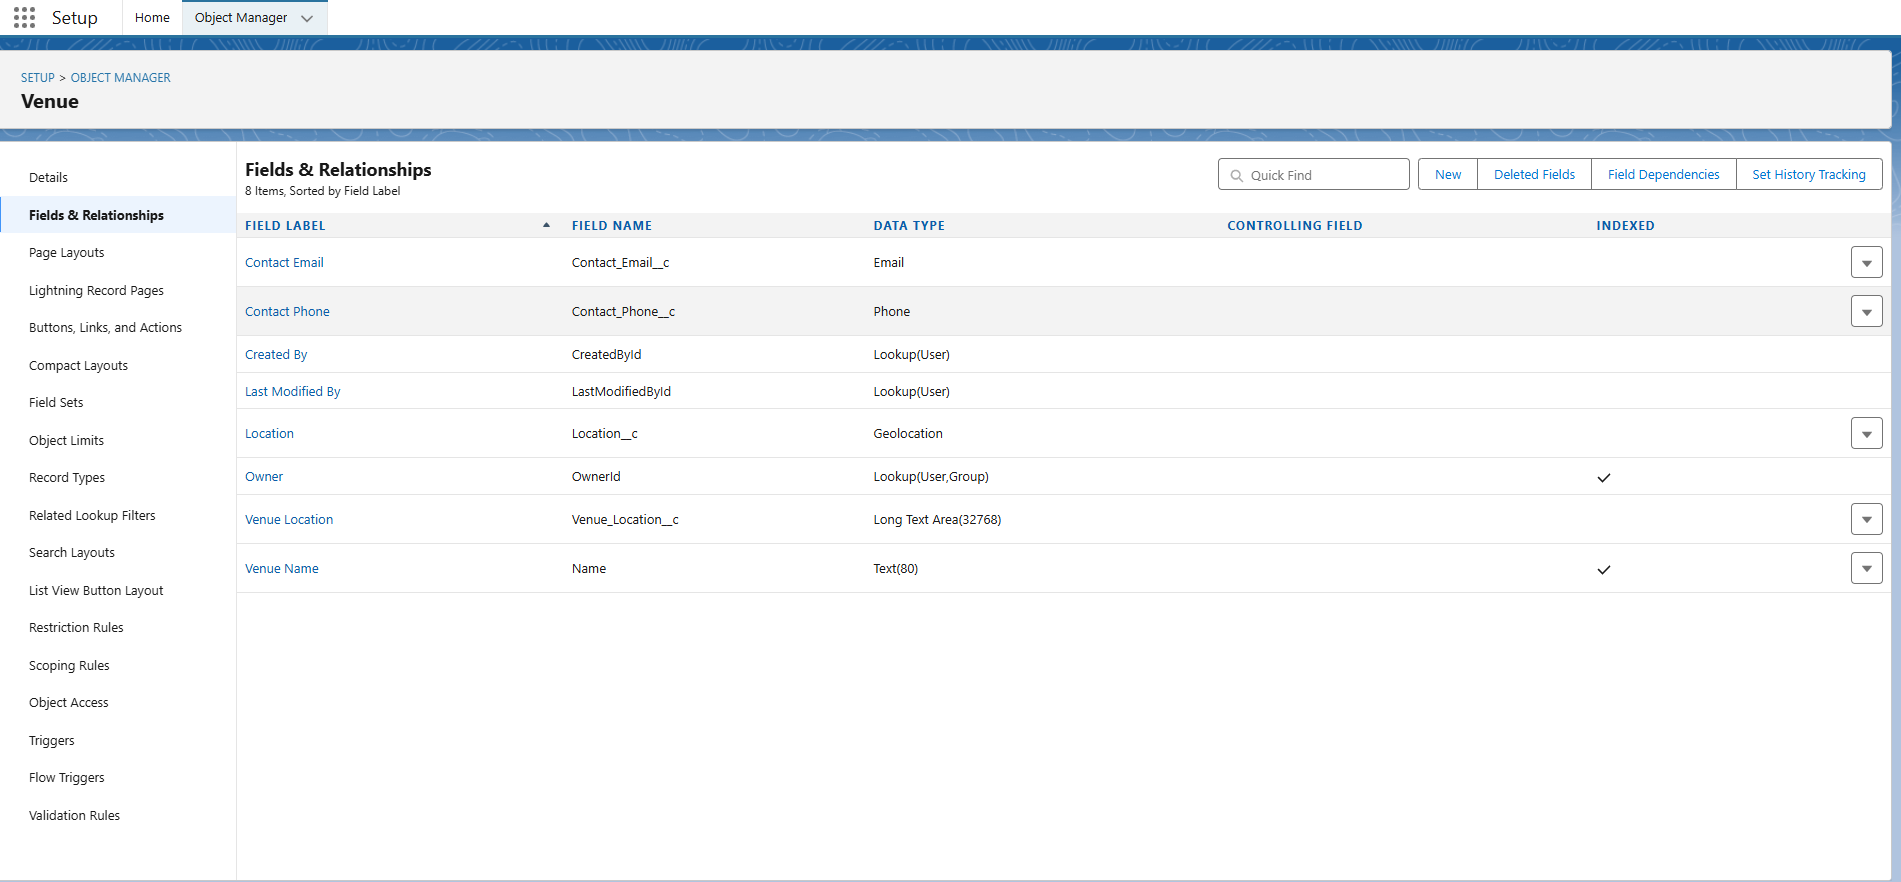 Setup
Home
Object Manager
SETUP > OBJECT MANAGER
Venue
Details
Fields & Relationships
Page Layouts
Lightning Record Pages
Buttons, Links, and Actions
Compact Layouts
Field Sets
Object Limits
Record Types
Related Lookup Filters
Search Layouts
List View Button Layout
Restriction Rules
Scoping Rules
Object Access
Triggers
Flow Triggers
Validation Rules
Fields & Relationships
8 Items, Sorted by Field Label
Quick Find
New
Deleted Fields
Field Dependencies
Set History Tracking
FIELD LABEL FIELD NAME DATA TYPE CONTROLLING FIELD INDEXED
Contact Email Contact_Email__c Email
Contact Phone Contact_Phone__c Phone
Created By CreatedById Lookup(User)
Last Modified By LastModifiedById Lookup(User)
Location Location__c Geolocation
Owner OwnerId Lookup(User,Group)
Venue Location Venue_Location__c Long Text Area(32768)
Venue Name Name Text(80)